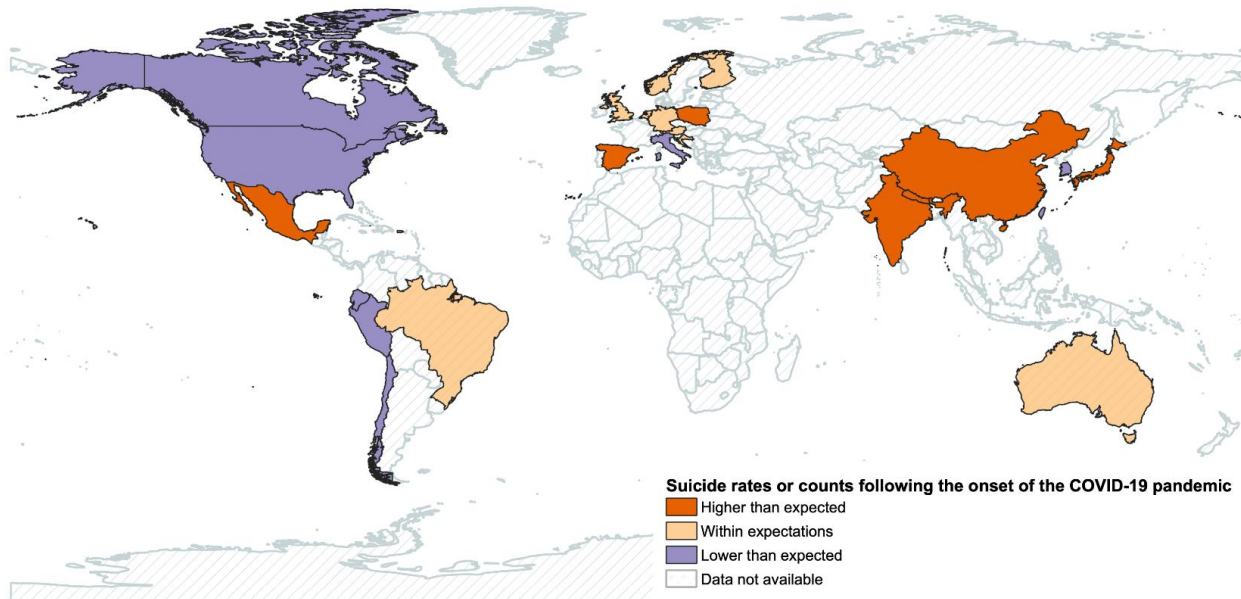 Suicide rates or counts following the onset of the COVID-19 pandemic
Higher than expected
Within expectations
Lower than expected
Data not available